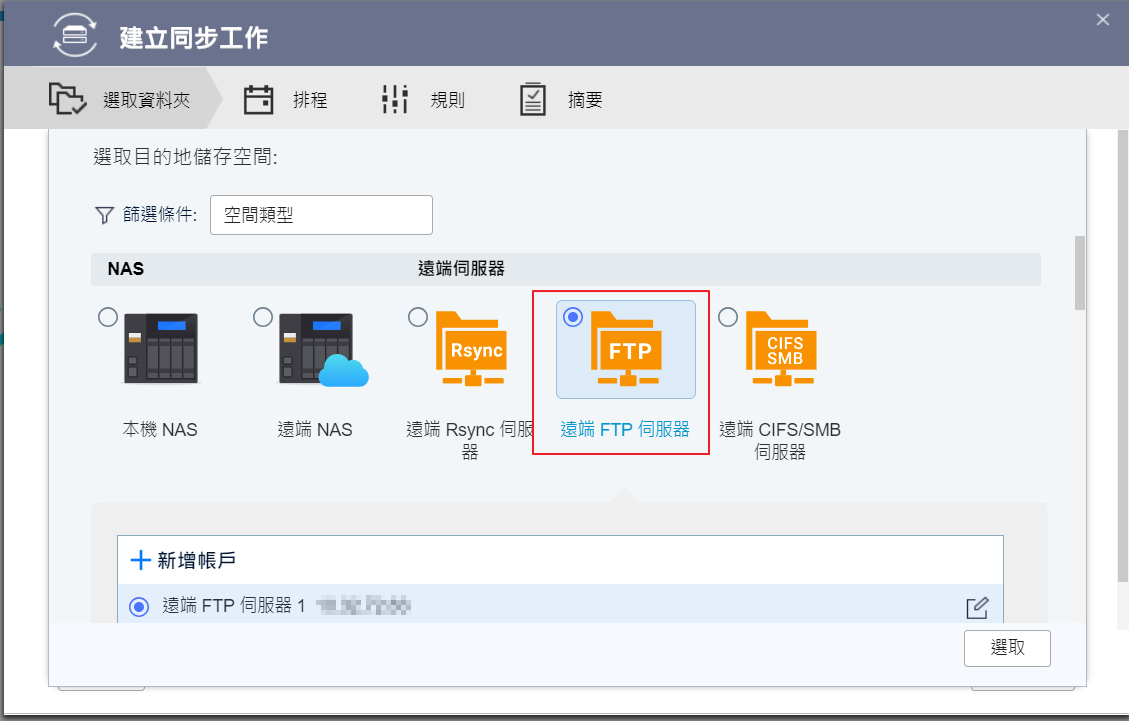 建立同步工作
選取資料夾
排程
規則
摘要
選取目的地儲存空間:
篩選條件:
空間類型
NAS
遠端伺服器
Rsync
FTP
CIFS
SMB
本機 NAS
遠端 NAS
遠端 Rsync 伺服
器
遠端 FTP 伺服器
遠端 CIFS/SMB
伺服器
新增帳戶
遠端 FTP 伺服器 1
選取